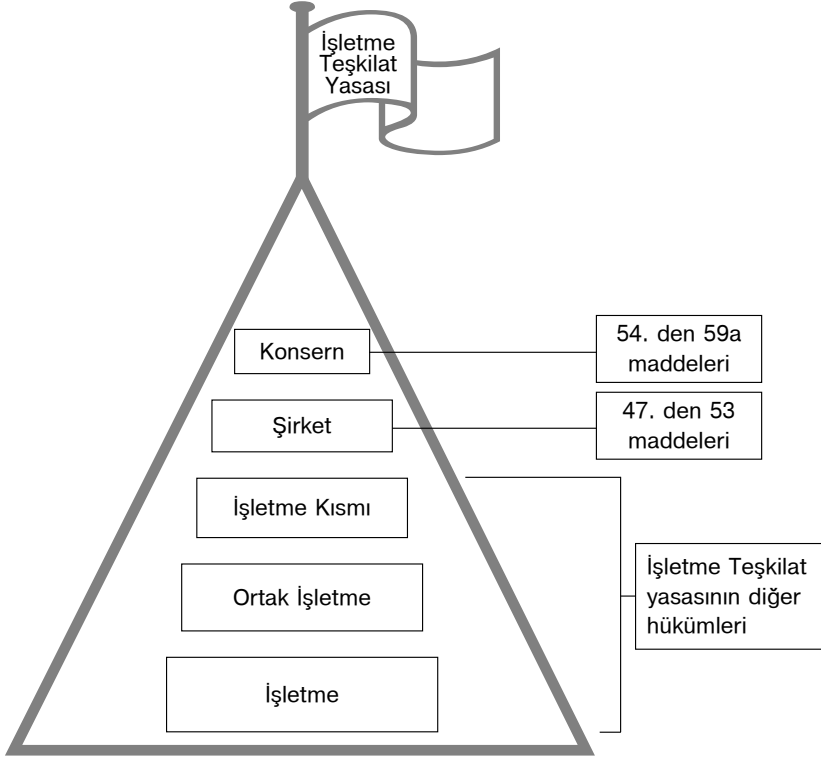 İşletme
Teşkilat
Yasası
Konsern
54. den 59a
maddeleri
Şirket
47. den 53
maddeleri
İşletme Kısmı
Ortak İşletme
İşletme Teşkilat
yasasının diğer
hükümleri
İşletme